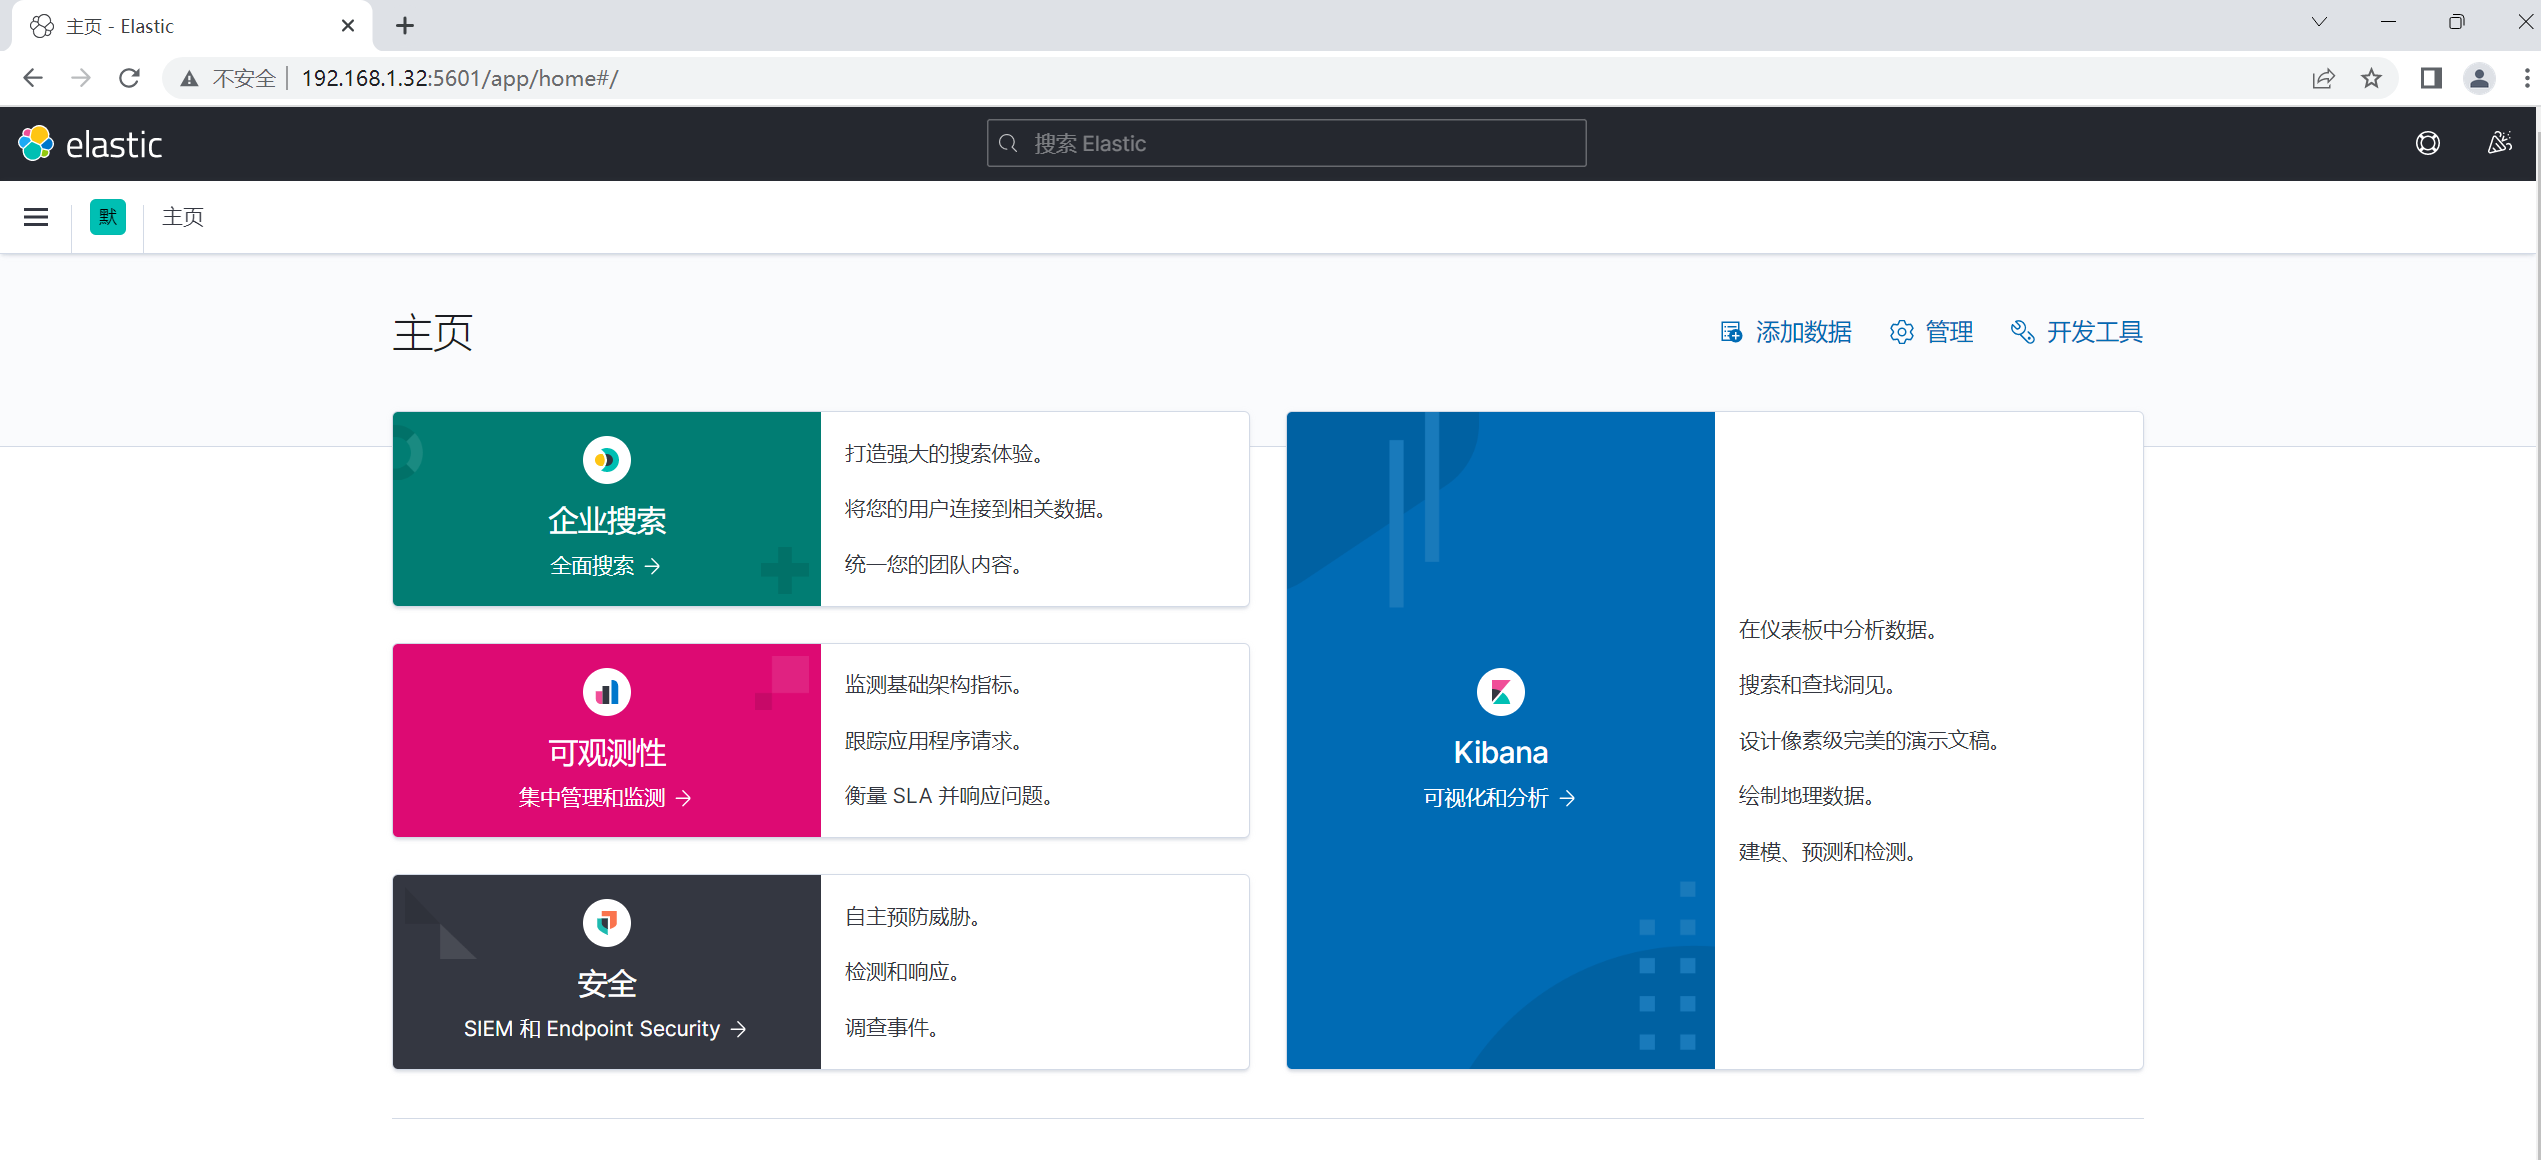 主页 - Elastic
不安全 192.168.1.32:5601/app/home#/
elastic
搜索 Elastic
默 主页
主页
添加数据 管理 开发工具
企业搜索
全面搜索
打造强大的搜索体验。
将您的用户连接到相关数据。
统一您的团队内容。
可观测性
集中管理和监测
监测基础架构指标。
跟踪应用程序请求。
衡量 SLA 并响应问题。
安全
SIEM 和 Endpoint Security
自主预防威胁。
检测和响应。
调查事件。
Kibana
可视化和分析
在仪表板中分析数据。
搜索和查找洞见。
设计像素级完美的演示文稿。
绘制地理数据。
建模、预测和检测。